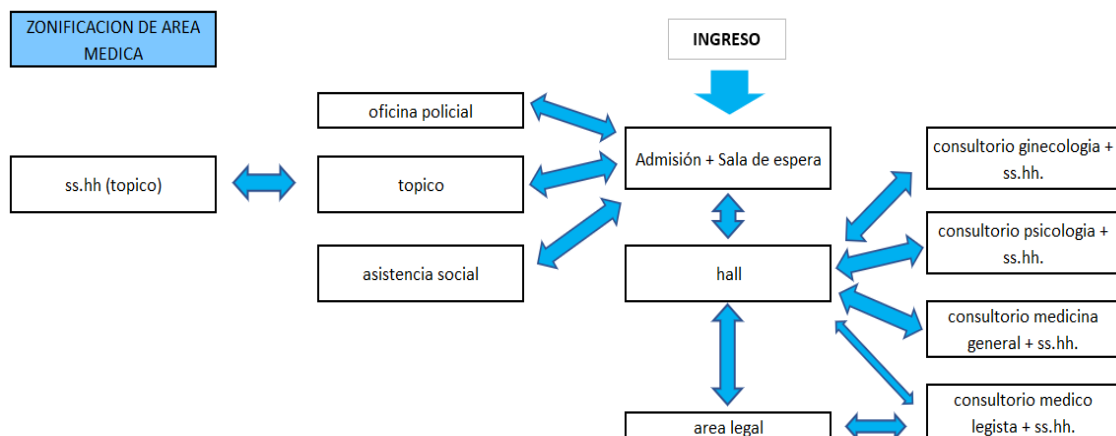 ZONIFICACION DE AREA
MEDICA
INGRESO
oficina policial
Admisión + Sala de espera
consultorio ginecologia +
ss.hh.
ss.hh (topico)
topico
consultorio psicologia +
ss.hh.
asistencia social
hall
consultorio medicina
general + ss.hh.
area legal
consultorio medico
legista + ss.hh.